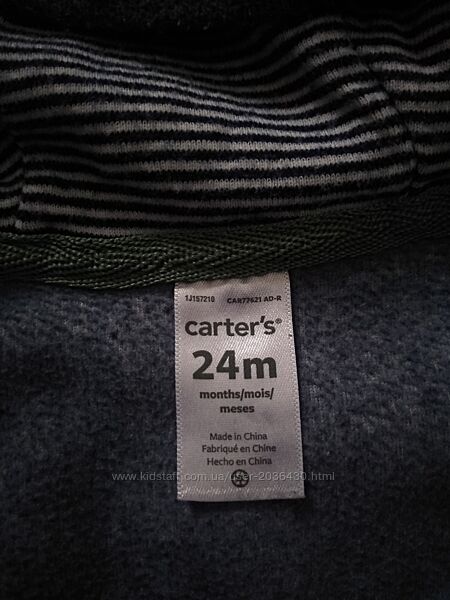 1J157210 CAR77621 AD-R
carter's®
24m
months/mois/
meses
Made in China
Fabriqué en Chine
Hecho en China
www.kidstaff.com.ua/user-2036430.html